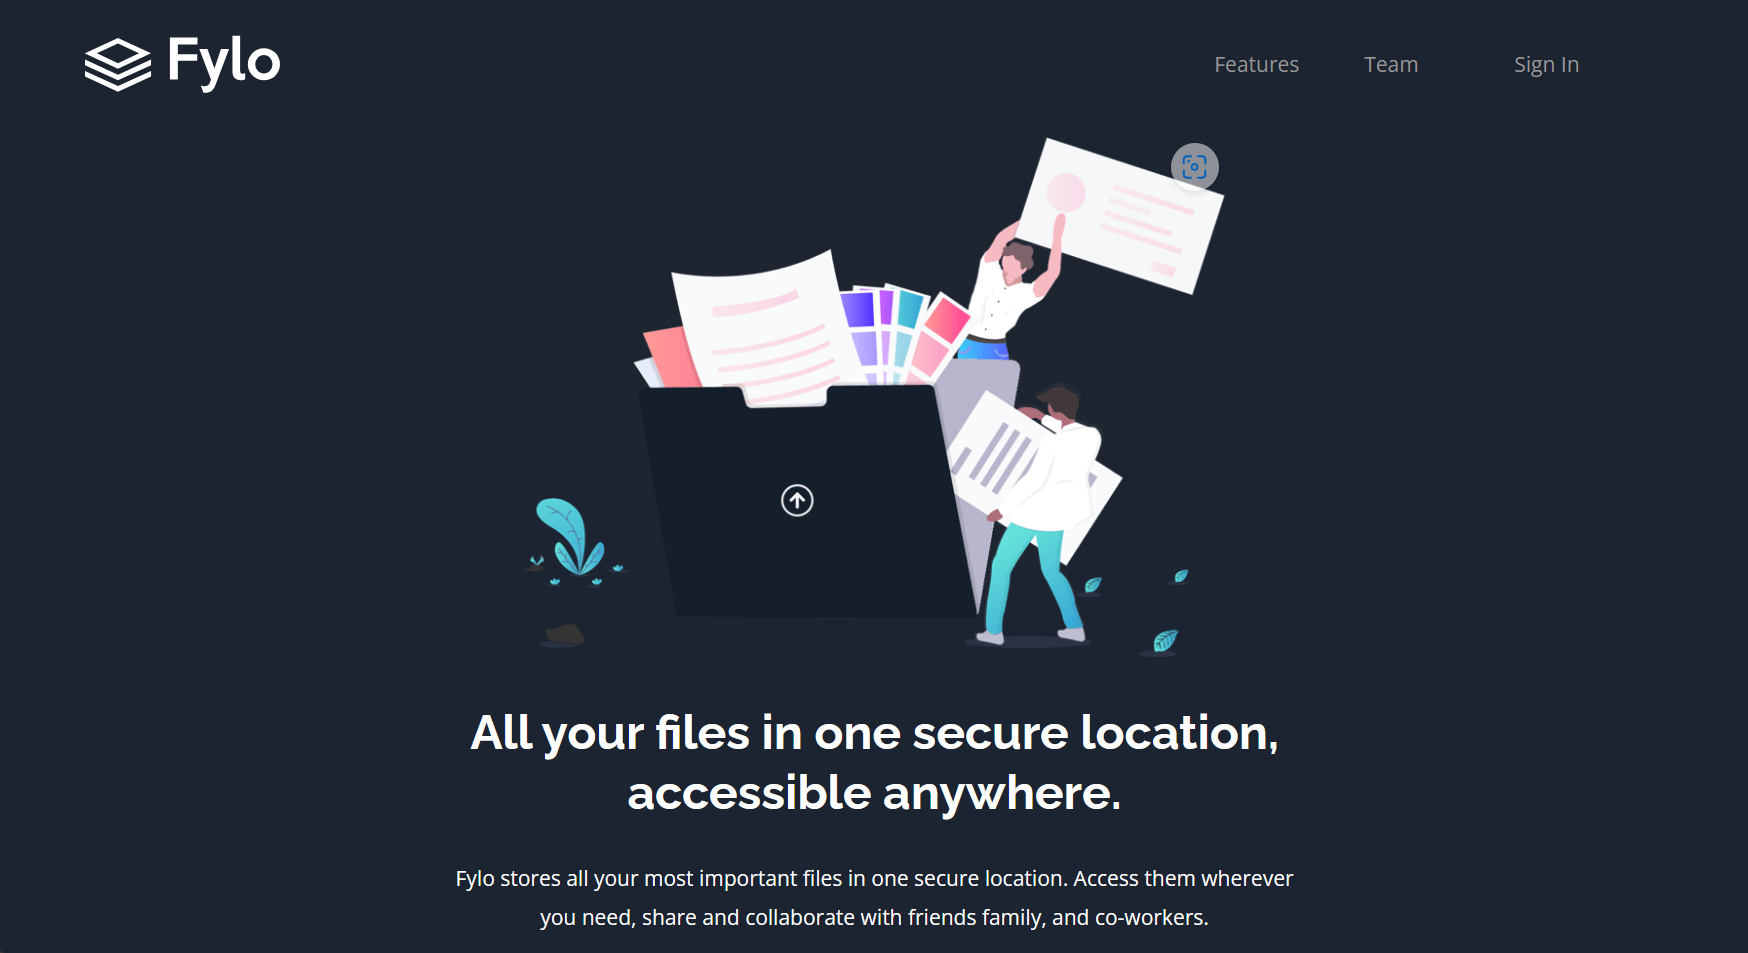 Fylo
Features
Team
Sign In
All your files in one secure location,
accessible anywhere.
Fylo stores all your most important files in one secure location. Access them wherever
you need, share and collaborate with friends family, and co-workers.